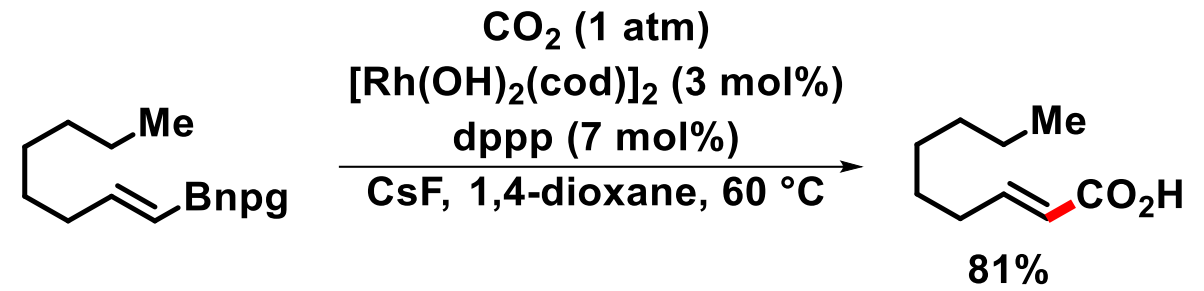 CO₂ (1 atm)
[Rh(OH)₂(cod)]₂ (3 mol%)
dppp (7 mol%)
CsF, 1,4-dioxane, 60 °C
Me
Bnpg
Me
CO₂H
81%